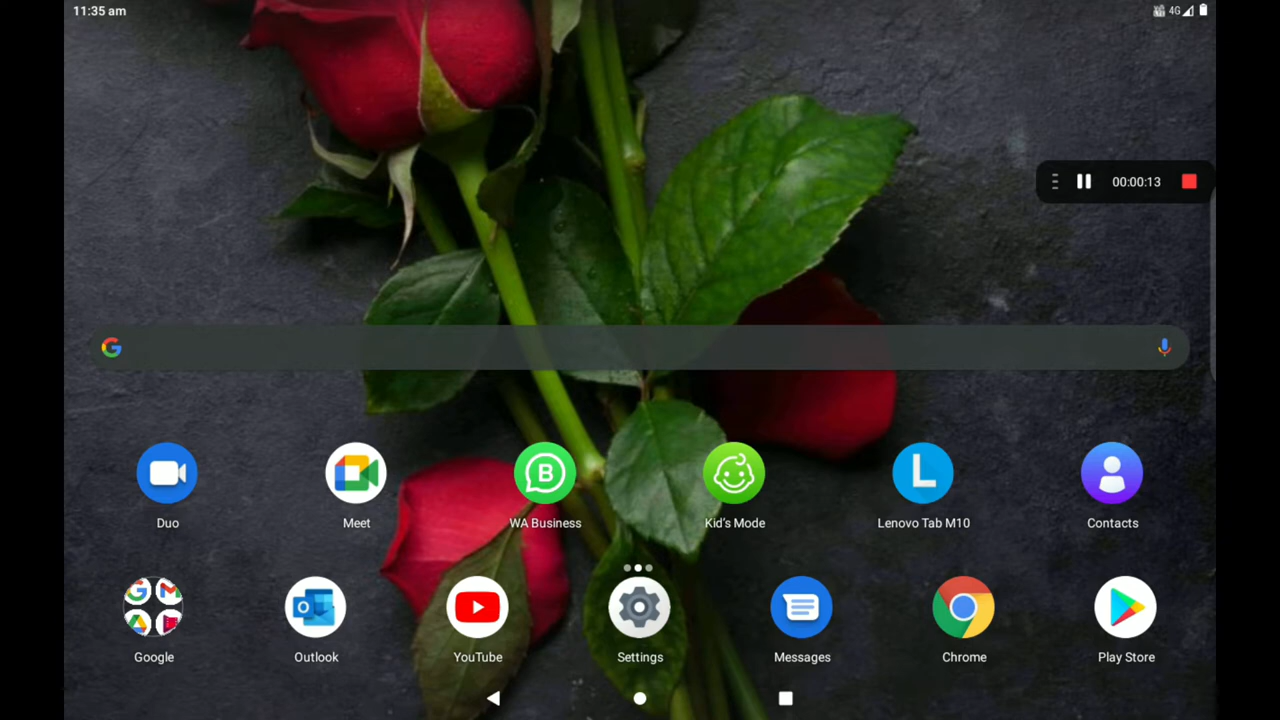 11:35 am
4G
00:00:13
Duo
Meet
WA Business
Kid's Mode
Lenovo Tab M10
Contacts
Google
Outlook
YouTube
Settings
Messages
Chrome
Play Store